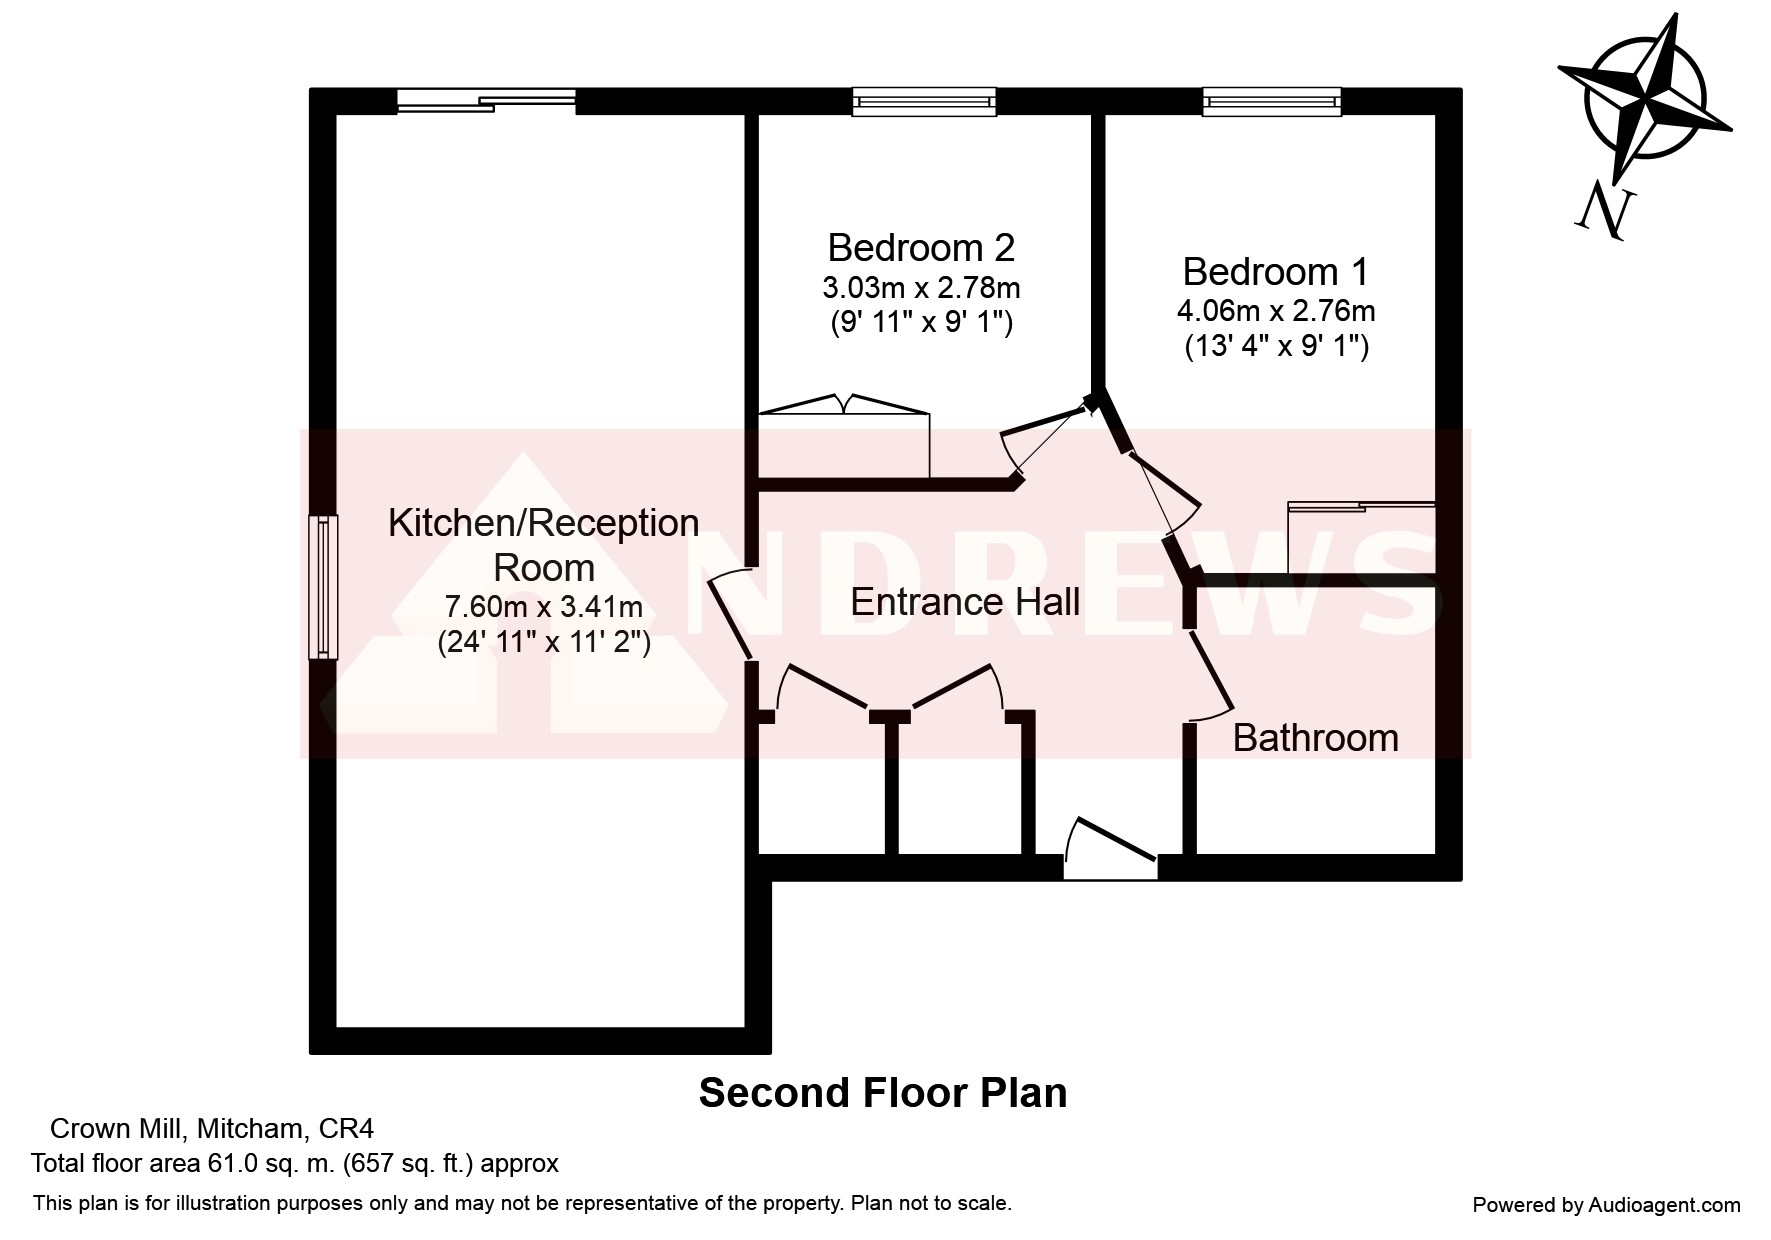 N
Bedroom 2
3.03m x 2.78m
(9' 11" x 9' 1")
Bedroom 1
4.06m x 2.76m
(13' 4" x 9' 1")
Kitchen/Reception
Room
7.60m x 3.41m
(24' 11" x 11' 2")
NDREWS
Entrance Hall
Bathroom
Second Floor Plan
Crown Mill, Mitcham, CR4
Total floor area 61.0 sq. m. (657 sq. ft.) approx
This plan is for illustration purposes only and may not be representative of the property. Plan not to scale.
Powered by Audioagent.com